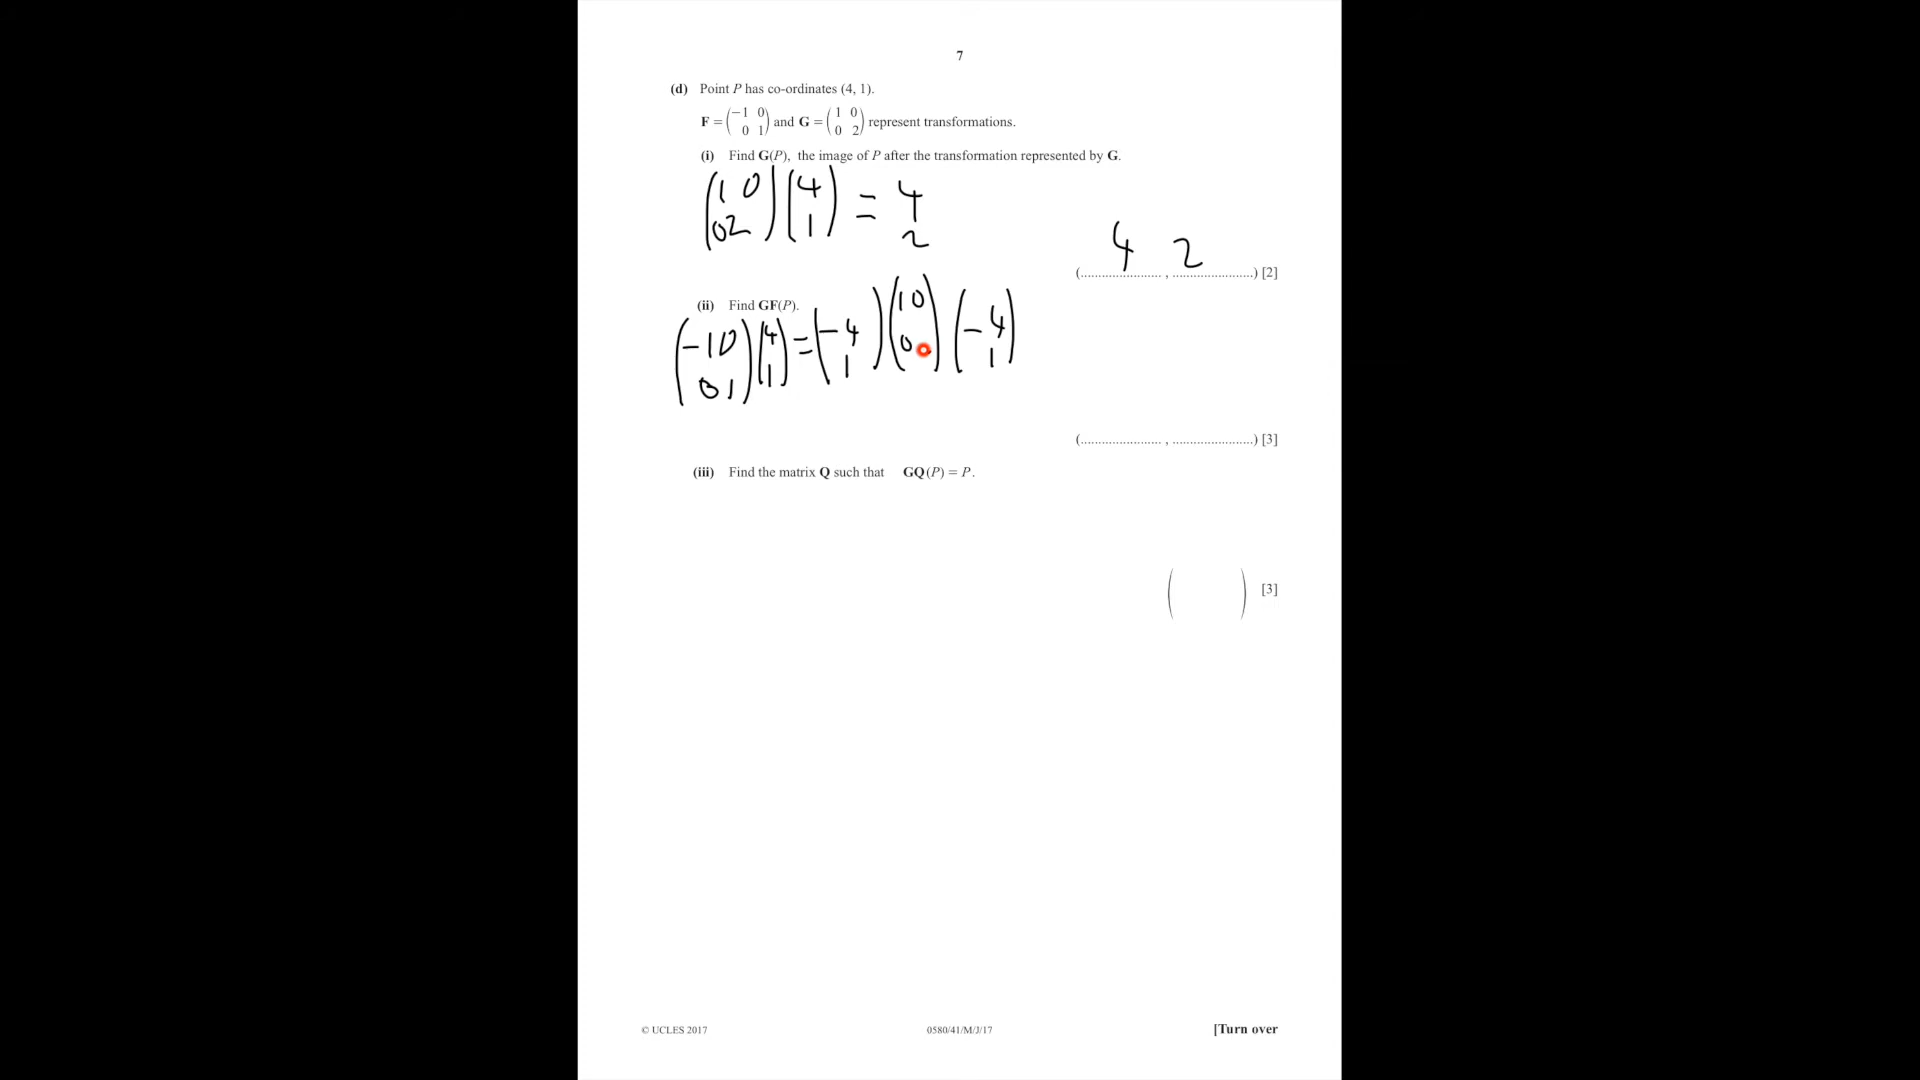 7
(d) Point P has co-ordinates (4, 1).
F = (−1 0
0 1) and G = (1 0
0 2) represent transformations.
(i) Find G(P), the image of P after the transformation represented by G.
(1 0
0 2) (4
1) = 4
2
4 2
(....................... , .......................) [2]
(ii) Find GF(P).
(−1 0
0 1) (4
1) = (−4
1) (1 0
0 (−4
1)
(....................... , .......................) [3]
(iii) Find the matrix Q such that GQ(P) = P.
( ) [3]
© UCLES 2017
0580/41/M/J/17
[Turn over